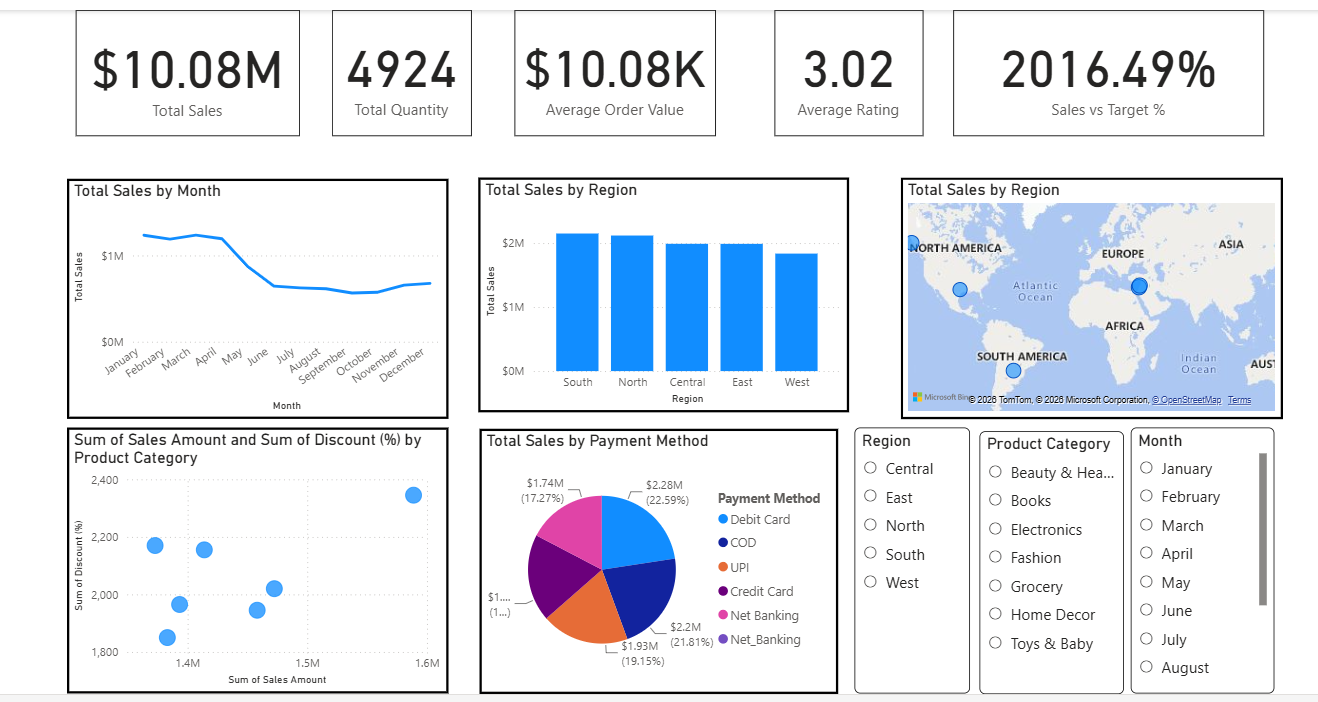 $10.08M
Total Sales
4924
Total Quantity
$10.08K
Average Order Value
3.02
Average Rating
2016.49%
Sales vs Target %
Total Sales by Month
Total Sales
$1M
$0M
January
February
March
April
May
June
July
August
September
October
November
December
Month
Total Sales by Region
Total Sales
$2M
$1M
$0M
South
North
Central
East
West
Region
Total Sales by Region
NORTH AMERICA
EUROPE
ASIA
Atlantic
Ocean
AFRICA
SOUTH AMERICA
Indian
Ocean
AUST
Microsoft Bing
© 2026 TomTom, © 2026 Microsoft Corporation, © OpenStreetMap Terms
Sum of Sales Amount and Sum of Discount (%) by
Product Category
Sum of Discount (%)
2,400
2,200
2,000
1,800
1.4M
1.5M
1.6M
Sum of Sales Amount
Total Sales by Payment Method
$1.74M
(17.27%)
$2.28M
(22.59%)
$1....
(1...)
$2.2M
(21.81%)
$1.93M
(19.15%)
Payment Method
Debit Card
COD
UPI
Credit Card
Net Banking
Net_Banking
Region
Central
East
North
South
West
Product Category
Beauty & Hea...
Books
Electronics
Fashion
Grocery
Home Decor
Toys & Baby
Month
January
February
March
April
May
June
July
August